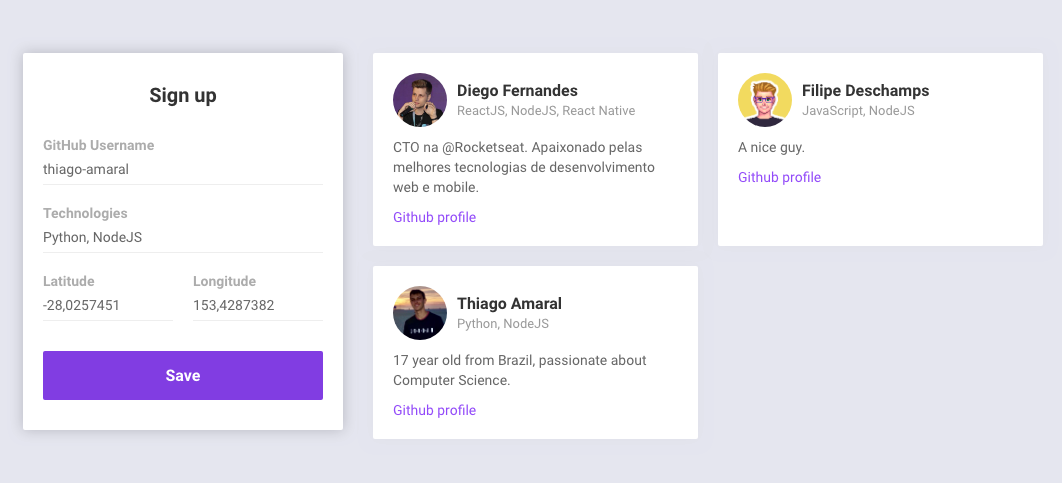 Sign up
GitHub Username
thiago-amaral
Technologies
Python, NodeJS
Latitude
Longitude
-28,0257451
153,4287382
Save
Diego Fernandes
ReactJS, NodeJS, React Native
CTO na @Rocketseat. Apaixonado pelas
melhores tecnologias de desenvolvimento
web e mobile.
Github profile
Filipe Deschamps
JavaScript, NodeJS
A nice guy.
Github profile
Thiago Amaral
Python, NodeJS
17 year old from Brazil, passionate about
Computer Science.
Github profile